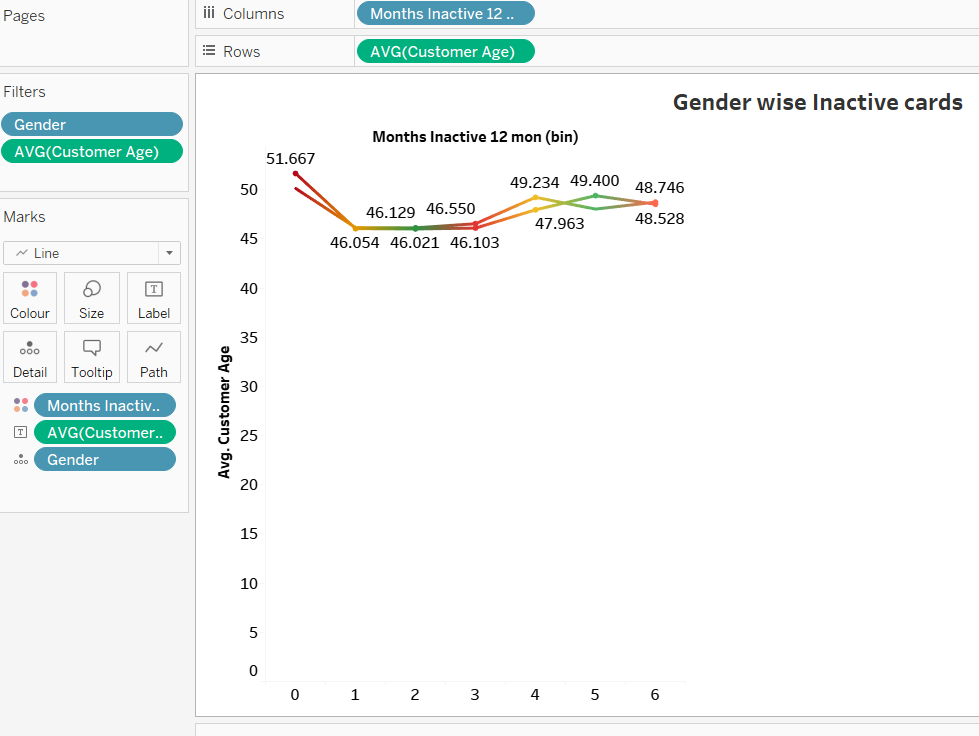 Pages
Columns
Months Inactive 12 ..
Rows
AVG(Customer Age)
Filters
Gender
AVG(Customer Age)
Marks
Line
Colour
Size
Label
Detail
Tooltip
Path
Months Inactiv..
AVG(Customer..
Gender
Gender wise Inactive cards
Months Inactive 12 mon (bin)
51.667
46.129
46.550
49.234
49.400
48.746
46.054
46.021
46.103
47.963
48.528
Avg. Customer Age
50
45
40
35
30
25
20
15
10
5
0
0
1
2
3
4
5
6